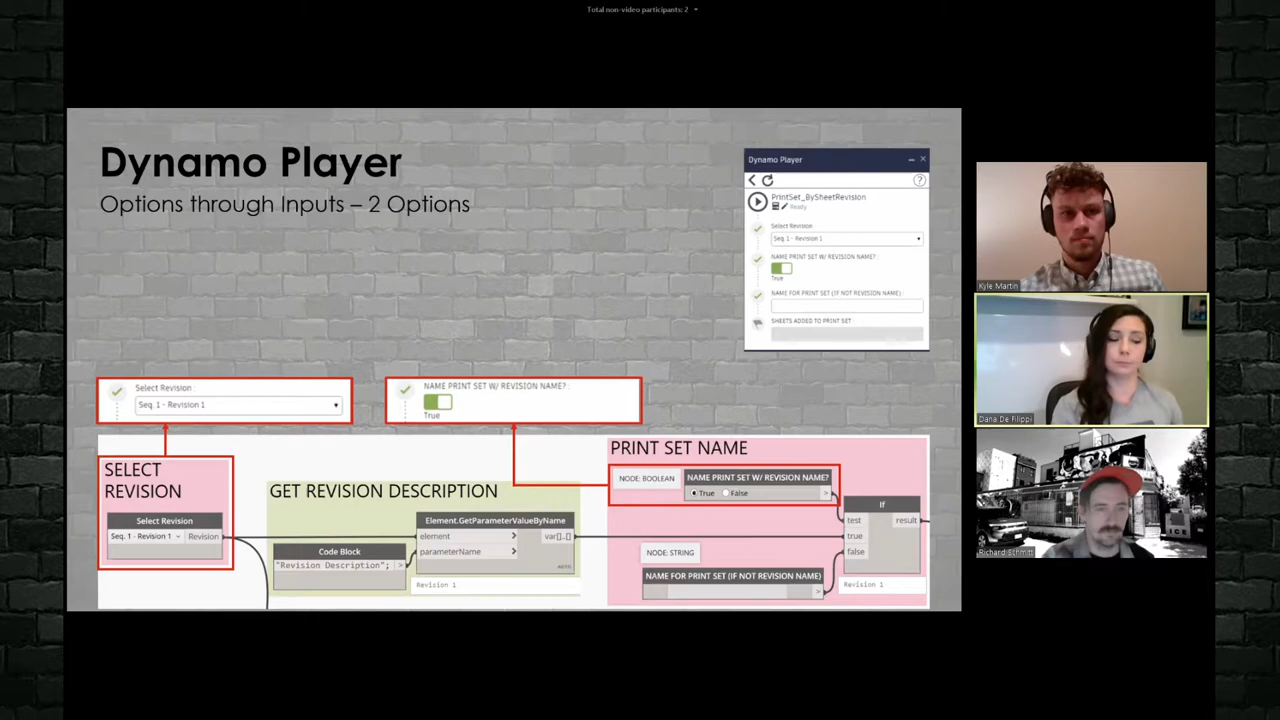 Total non-video participants: 2
Dynamo Player
Options through Inputs – 2 Options
Dynamo Player
?
PrintSet_BySheetRevision
Ready
Select Revision
Seq. 1 - Revision 1
NAME PRINT SET W/ REVISION NAME? :
True
NAME FOR PRINT SET (IF NOT REVISION NAME) :
SHEETS ADDED TO PRINT SET
Select Revision :
Seq. 1 - Revision 1
NAME PRINT SET W/ REVISION NAME? :
True
SELECT
REVISION
Select Revision
Seq. 1 - Revision 1
Revision
GET REVISION DESCRIPTION
Code Block
"Revision Description";
>
Element.GetParameterValueByName
element
>
var[]..[]
parameterName
>
AUTO
Revision 1
PRINT SET NAME
NODE: BOOLEAN
NAME PRINT SET W/ REVISION NAME?
True
False
>
NODE: STRING
NAME FOR PRINT SET (IF NOT REVISION NAME)
>
If
test
result
true
false
Revision 1
Kyle Martin
Dana De Filippi
ICE
Richard Schmitt